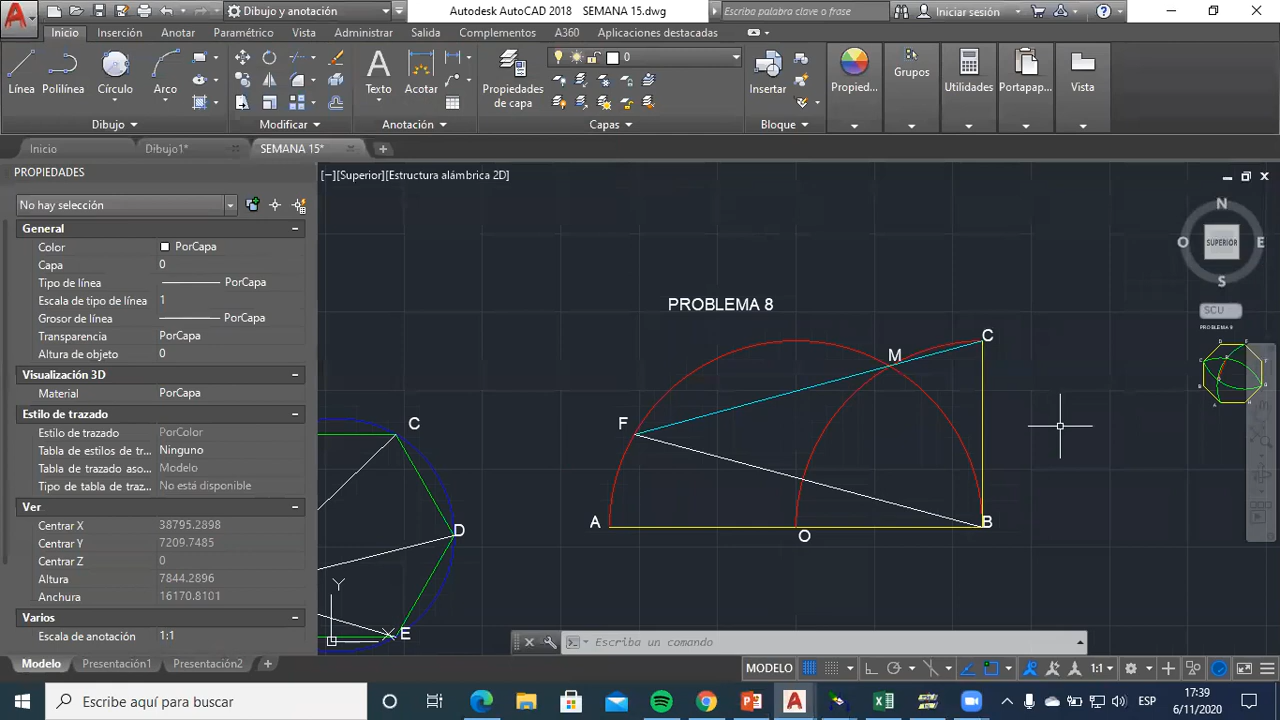 Dibujo y anotación
Autodesk AutoCAD 2018 SEMANA 15.dwg
Escriba palabra clave o frase
Iniciar sesión
Inicio Inserción Anotar Paramétrico Vista Administrar Salida Complementos A360 Aplicaciones destacadas
Línea Polilínea Círculo Arco
Texto Acotar
Propiedades de capa
0
Insertar
Propied...
Grupos
Utilidades
Portapap...
Vista
Dibujo Modificar Anotación Capas Bloque
Inicio Dibujo1* SEMANA 15*
PROPIEDADES
No hay selección
General
Color PorCapa
Capa 0
Tipo de línea PorCapa
Escala de tipo de línea 1
Grosor de línea PorCapa
Transparencia PorCapa
Altura de objeto 0
Visualización 3D
Material PorCapa
Estilo de trazado
Estilo de trazado PorColor
Tabla de estilos de tr... Ninguno
Tabla de trazado aso... Modelo
Tipo de tabla de traz... No está disponible
Ver
Centrar X 38795.2898
Centrar Y 7209.7485
Centrar Z 0
Altura 7844.2896
Anchura 16170.8101
Varios
Escala de anotación 1:1
[−][Superior][Estructura alámbrica 2D]
N
O SUPERIOR E
S
SCU
PROBLEMA 9
PROBLEMA 8
C
M
F
A
O
B
C
D
E
Y
X
Escriba un comando
Modelo Presentación1 Presentación2
MODELO
1:1
Escribe aquí para buscar
ESP
17:39
6/11/2020